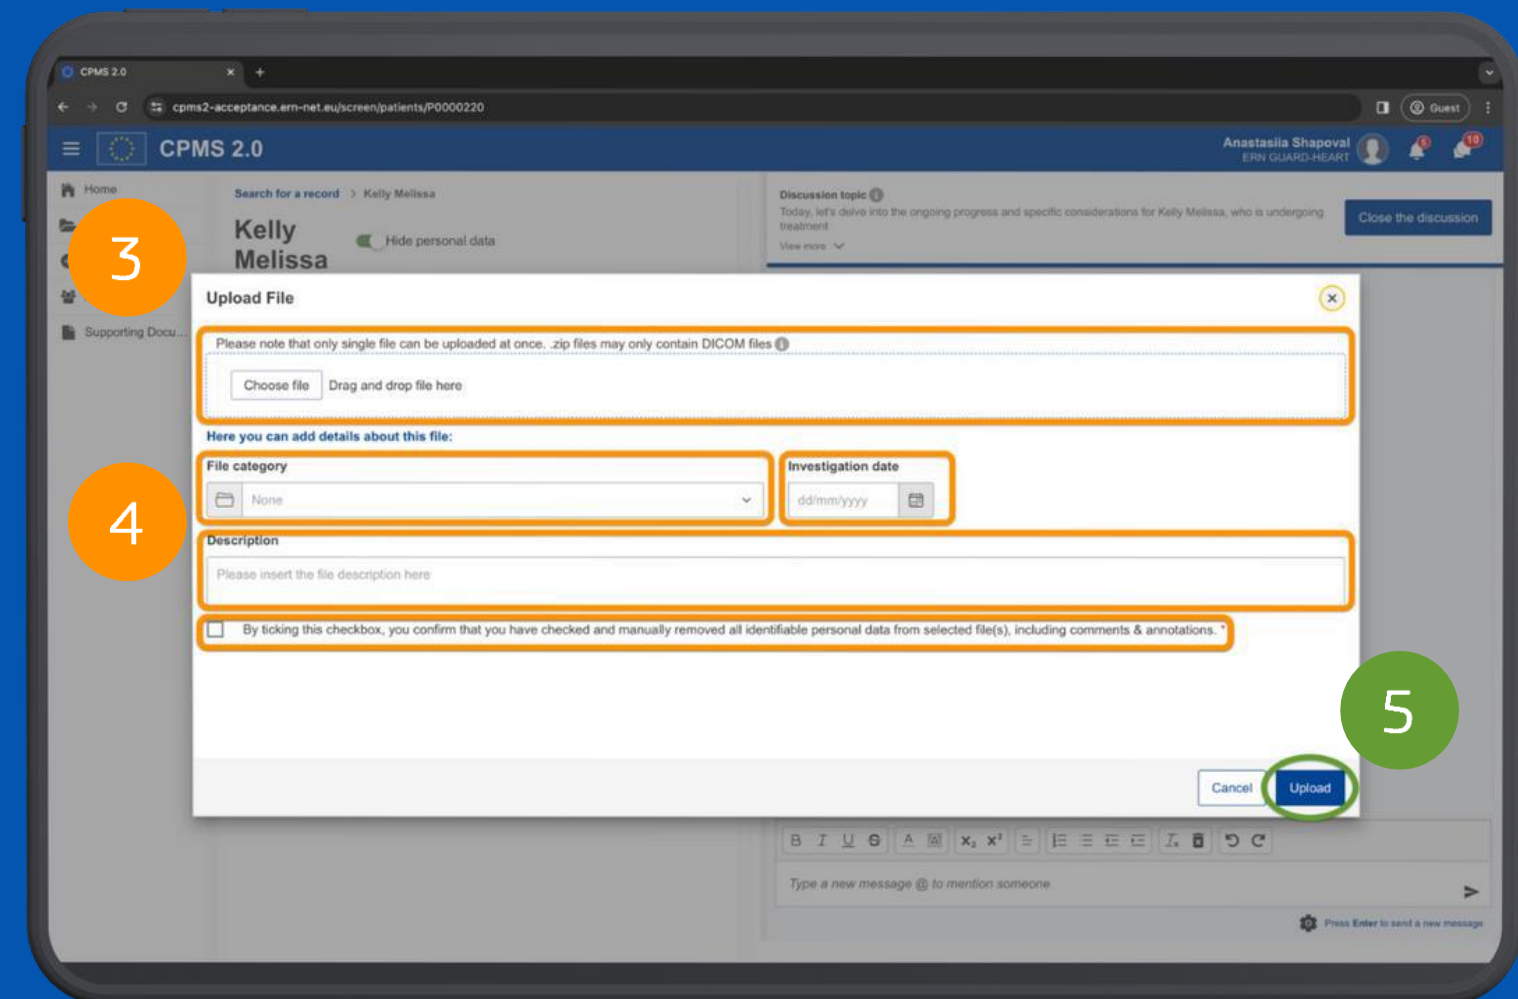 CPMS 2.0
cpms2-acceptance.ern-net.eu/screen/patients/P0000220
Guest
CPMS 2.0
Anastasiia Shapoval
ERN GUARD-HEART
6
10
Home
Supporting Docu...
Search for a record > Kelly Melissa
Kelly
Melissa
Hide personal data
Discussion topic
Today, let's delve into the ongoing progress and specific considerations for Kelly Melissa, who is undergoing
treatment
View more
Close the discussion
3
Upload File
Please note that only single file can be uploaded at once. .zip files may only contain DICOM files
Choose file
Drag and drop file here
Here you can add details about this file:
4
File category
None
Investigation date
dd/mm/yyyy
Description
Please insert the file description here
By ticking this checkbox, you confirm that you have checked and manually removed all identifiable personal data from selected file(s), including comments & annotations. *
5
Cancel
Upload
Type a new message @ to mention someone
Press Enter to send a new message